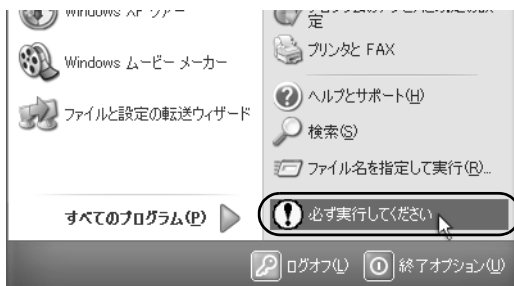 Windows ムービー メーカー
ファイルと設定の転送ウィザード
すべてのプログラム(P)
定
プリンタと FAX
ヘルプとサポート(H)
検索(S)
ファイル名を指定して実行(R)...
必ず実行してください
ログオフ(L)
終了オプション(U)